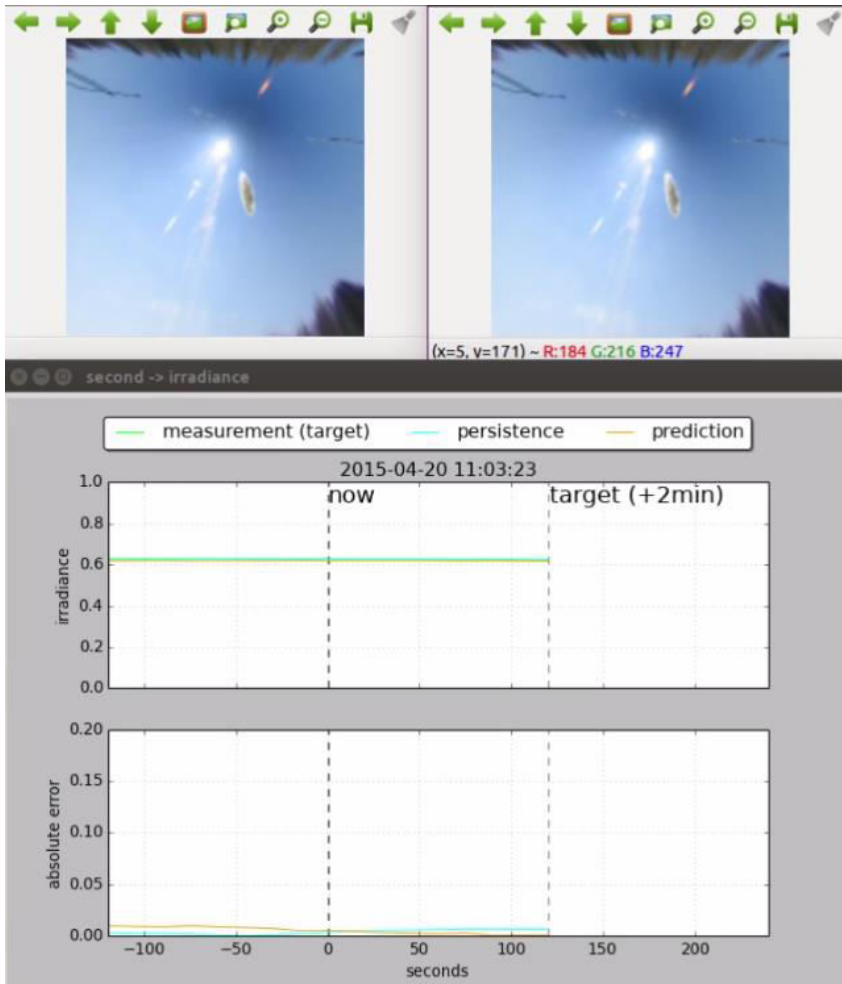 (x=5, y=171) ~ R:184 G:216 B:247
second -> irradiance
measurement (target) persistence prediction
2015-04-20 11:03:23
now target (+2min)
1.0
0.8
0.6
0.4
0.2
0.0
irradiance
0.20
0.15
0.10
0.05
0.00
absolute error
−100 −50 0 50 100 150 200
seconds